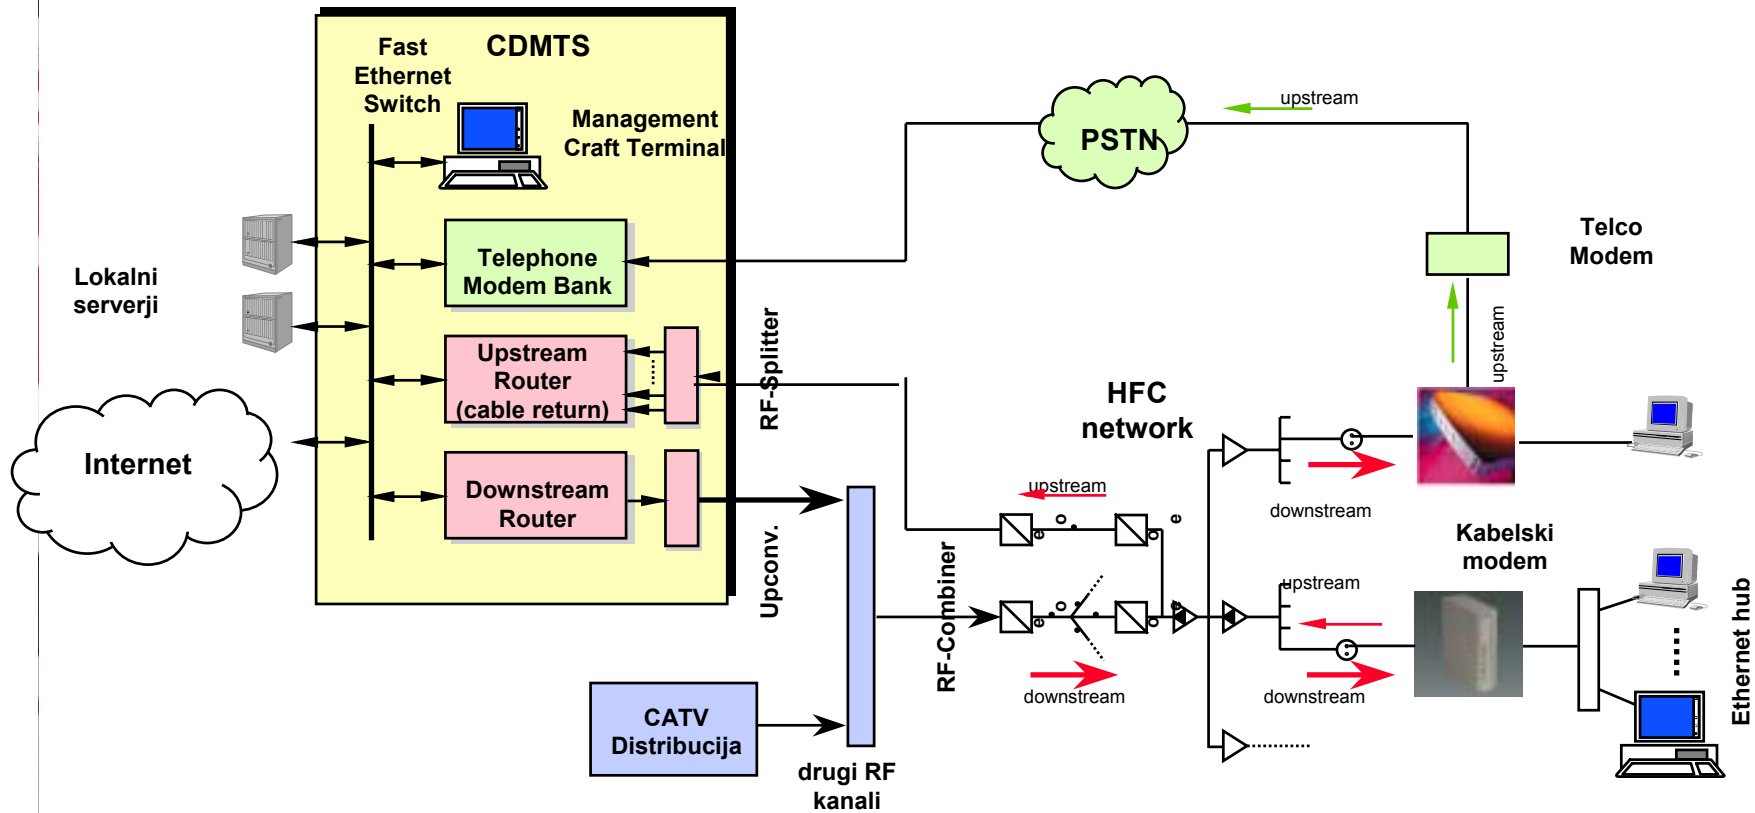 CDMTS
Fast
Ethernet
Switch
Management
Craft Terminal
upstream
PSTN
Telco
Modem
Lokalni
serverji
Telephone
Modem Bank
Upstream
Router
(cable return)
RF-Splitter
upstream
HFC
network
Internet
Downstream
Router
Upconv.
upstream
e
o
o
e
downstream
Kabelski
modem
RF-Combiner
e
o
o
e
upstream
downstream
downstream
Ethernet hub
CATV
Distribucija
drugi RF
kanali